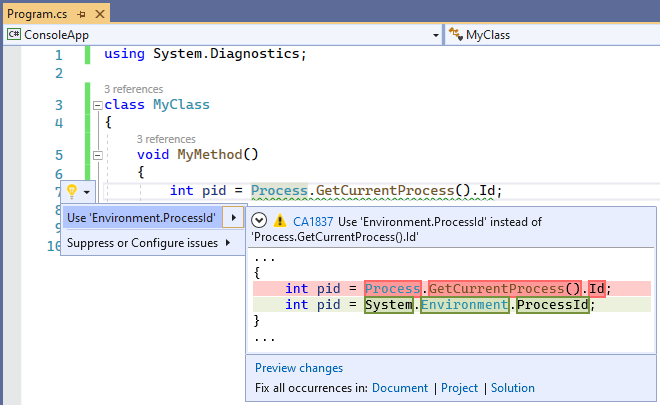 Program.cs
ConsoleApp MyClass
1 using System.Diagnostics;
2
3 references
3 class MyClass
4 {
3 references
5 void MyMethod()
6 {
7 int pid = Process.GetCurrentProcess().Id;
Use 'Environment.ProcessId'
Suppress or Configure issues
10
CA1837 Use 'Environment.ProcessId' instead of
'Process.GetCurrentProcess().Id'
...
{
int pid = Process.GetCurrentProcess().Id;
int pid = System.Environment.ProcessId;
}
...
Preview changes
Fix all occurrences in: Document | Project | Solution